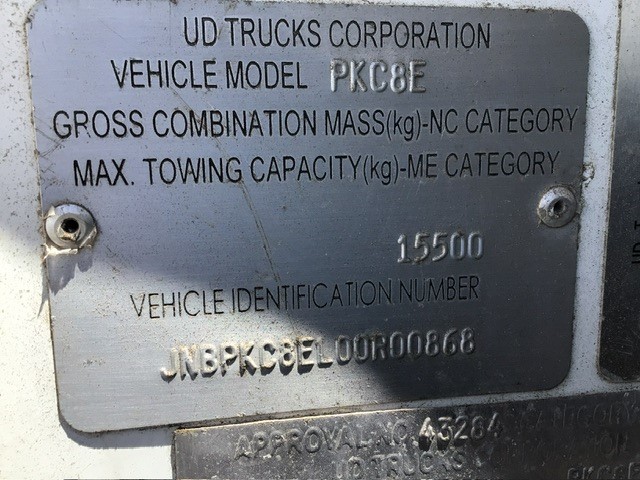 UD TRUCKS CORPORATION
VEHICLE MODEL PKC8E
GROSS COMBINATION MASS(kg)-NC CATEGORY
MAX. TOWING CAPACITY(kg)-ME CATEGORY
15500
VEHICLE IDENTIFICATION NUMBER
JNBPKC8EL00R00868
APPROVAL NO. 43284
UD TRUCKS
PKC8E